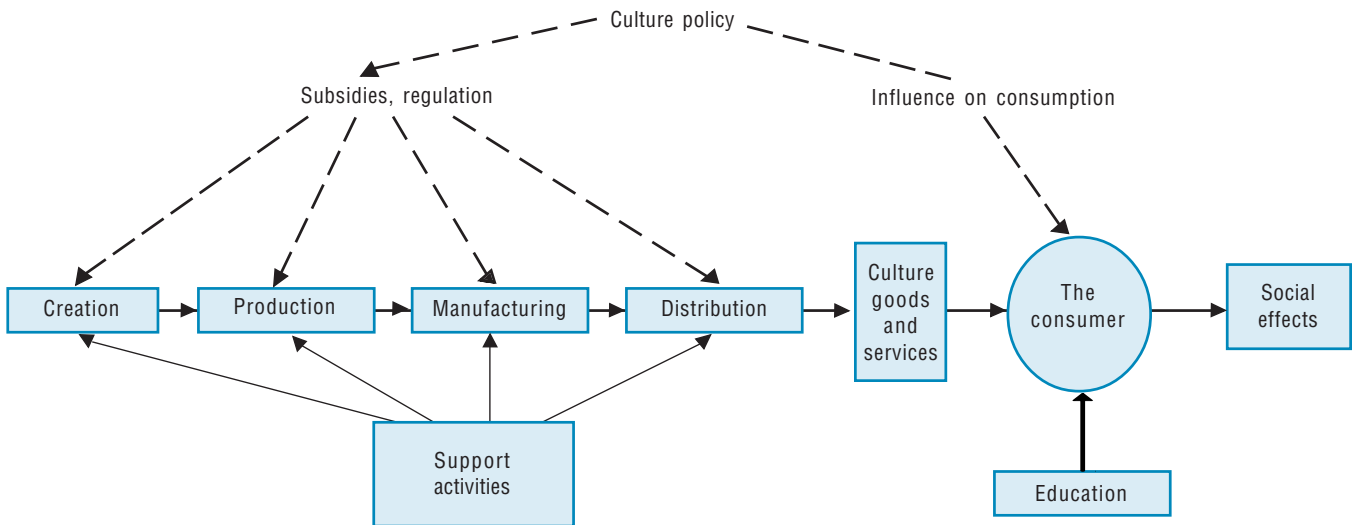 Culture policy
Subsidies, regulation
Influence on consumption
Creation
Production
Manufacturing
Distribution
Culture
goods
and
services
The
consumer
Social
effects
Support
activities
Education